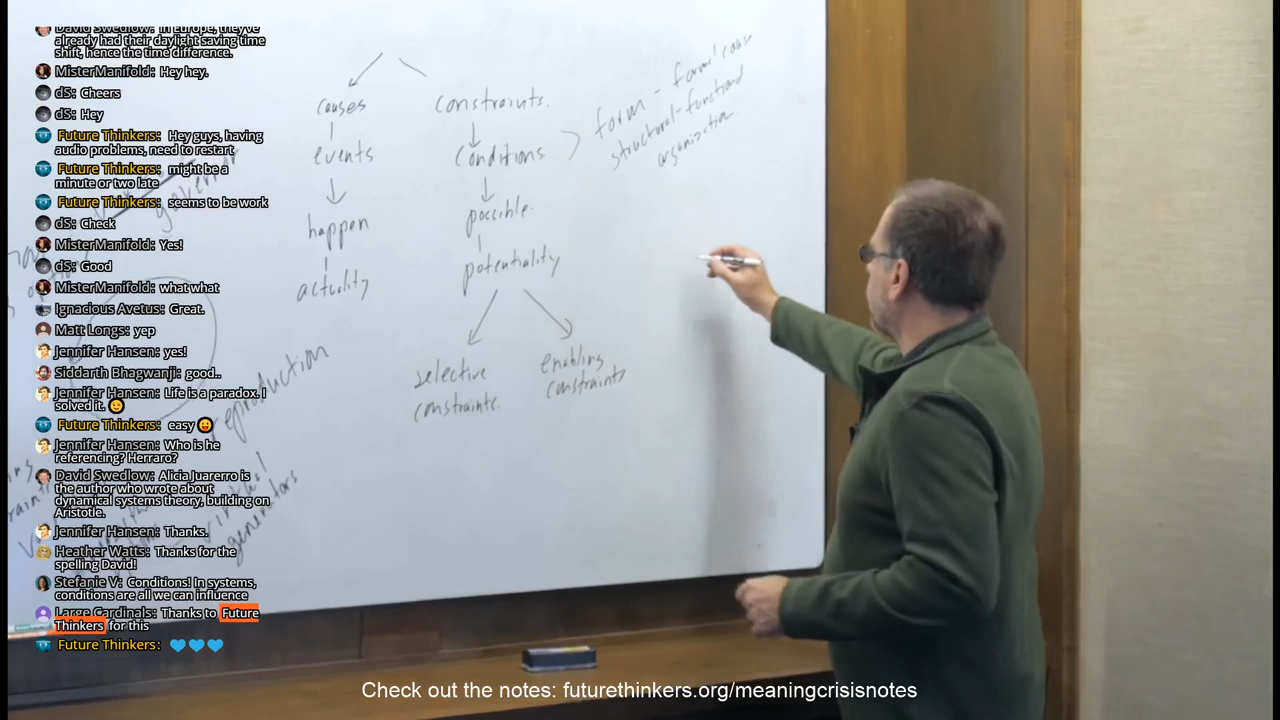 David Swedlow: In Europe, they've
already had their daylight saving time
shift, hence the time difference.
MisterManifold: Hey hey.
dS: Cheers
dS: Hey
Future Thinkers: Hey guys, having
audio problems, need to restart
Future Thinkers: might be a
minute or two late
Future Thinkers: seems to be work
dS: Check
MisterManifold: Yes!
dS: Good
MisterManifold: what what
Ignacious Avetus: Great.
Matt Longs: yep
Jennifer Hansen: yes!
Siddarth Bhagwanji: good..
Jennifer Hansen: Life is a paradox. I
solved it. 😉
Future Thinkers: easy 😛
Jennifer Hansen: Who is he
referencing? Herraro?
David Swedlow: Alicia Juarerro is
the author who wrote about
dynamical systems theory, building on
Aristotle.
Jennifer Hansen: Thanks.
Heather Watts: Thanks for the
spelling David!
Stefanie V: Conditions! In systems,
conditions are all we can influence
Large Cardinals: Thanks to Future
Thinkers for this
Future Thinkers: 💙💙💙
governor
reproduction
virtual
generators
causes
events
happen
actuality
constraints.
conditions
possible.
potentiality
selective
constraints.
enabling
constraints
form - formal cause
structural-functional
organization.
Check out the notes: futurethinkers.org/meaningcrisisnotes